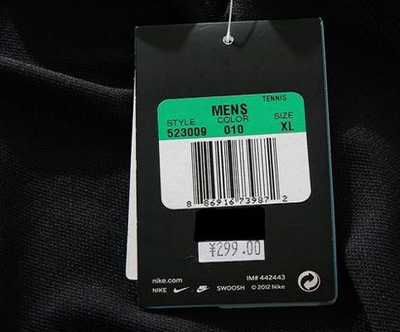 TENNIS
MENS
STYLE COLOR SIZE
523009 010 XL
8 86916 73987 2
¥299.00
nike.com IM# 442443
NIKE SWOOSH © 2012 Nike